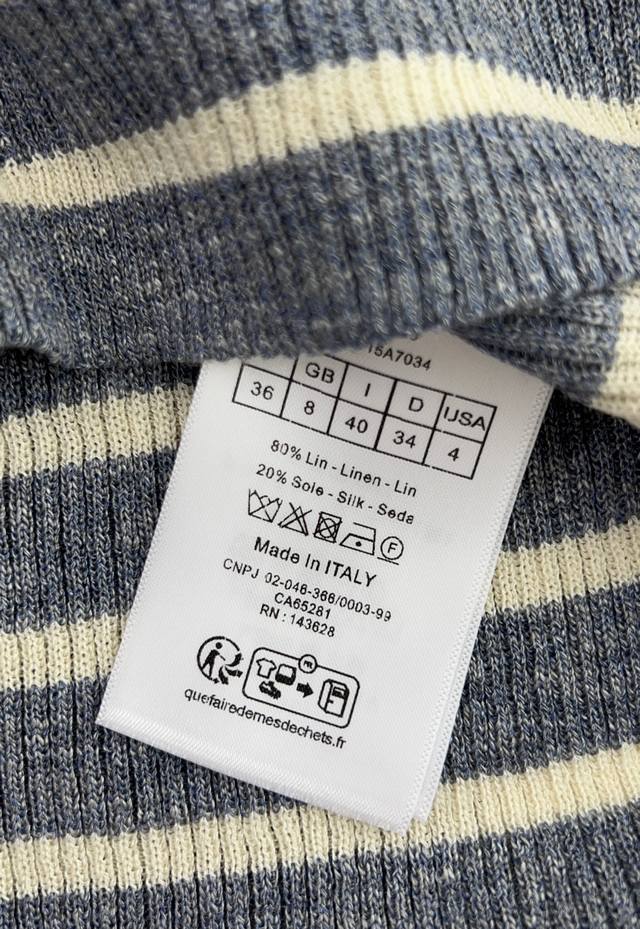 15A7034
GB I D USA
36 8 40 34 4
80% Lin - Linen - Lin
20% Soie - Silk - Seda
F
Made In ITALY
CNPJ 02-046-366/0003-99
CA65281
RN : 143628
FR
quefairedemesdechets.fr